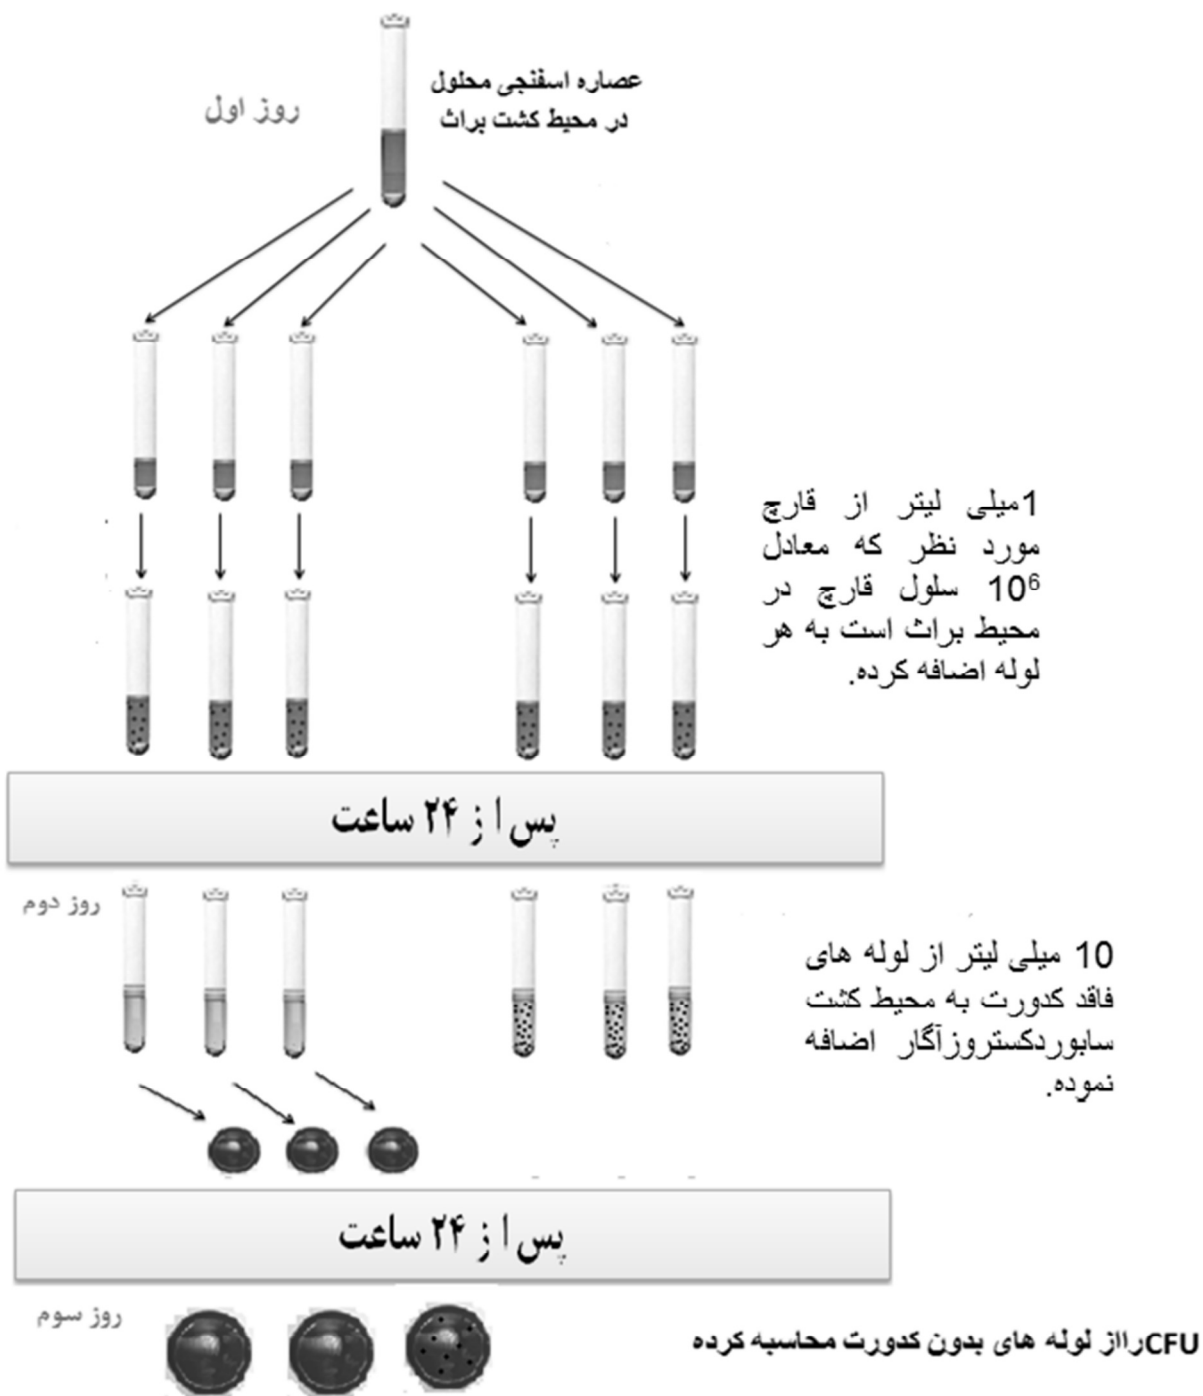 عصاره اسفنجی محلول
در محیط کشت براث
روز اول
1میلی لیتر از قارچ
مورد نظر که معادل
10⁶ سلول قارچ در
محیط براث است به هر
لوله اضافه کرده.
پس ا ز ۲۴ ساعت
روز دوم
10 میلی لیتر از لوله های
فاقد کدورت به محیط کشت
سابوردکستروزآگار اضافه
نموده.
پس ا ز ۲۴ ساعت
روز سوم
CFUرااز لوله های بدون کدورت محاسبه کرده